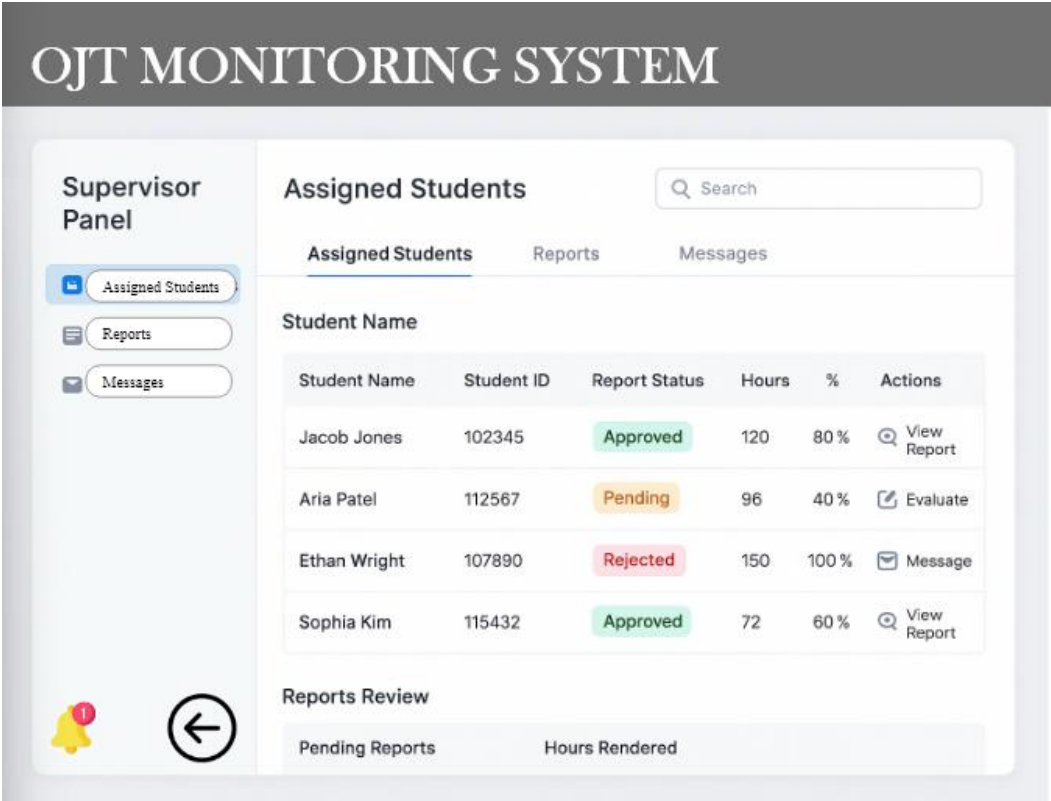 OJT MONITORING SYSTEM
Supervisor
Panel
Assigned Students
Reports
Messages
1
Assigned Students
Search
Assigned Students Reports Messages
Student Name
Student Name Student ID Report Status Hours % Actions
Jacob Jones 102345 Approved 120 80% View Report
Aria Patel 112567 Pending 96 40% Evaluate
Ethan Wright 107890 Rejected 150 100% Message
Sophia Kim 115432 Approved 72 60% View Report
Reports Review
Pending Reports Hours Rendered